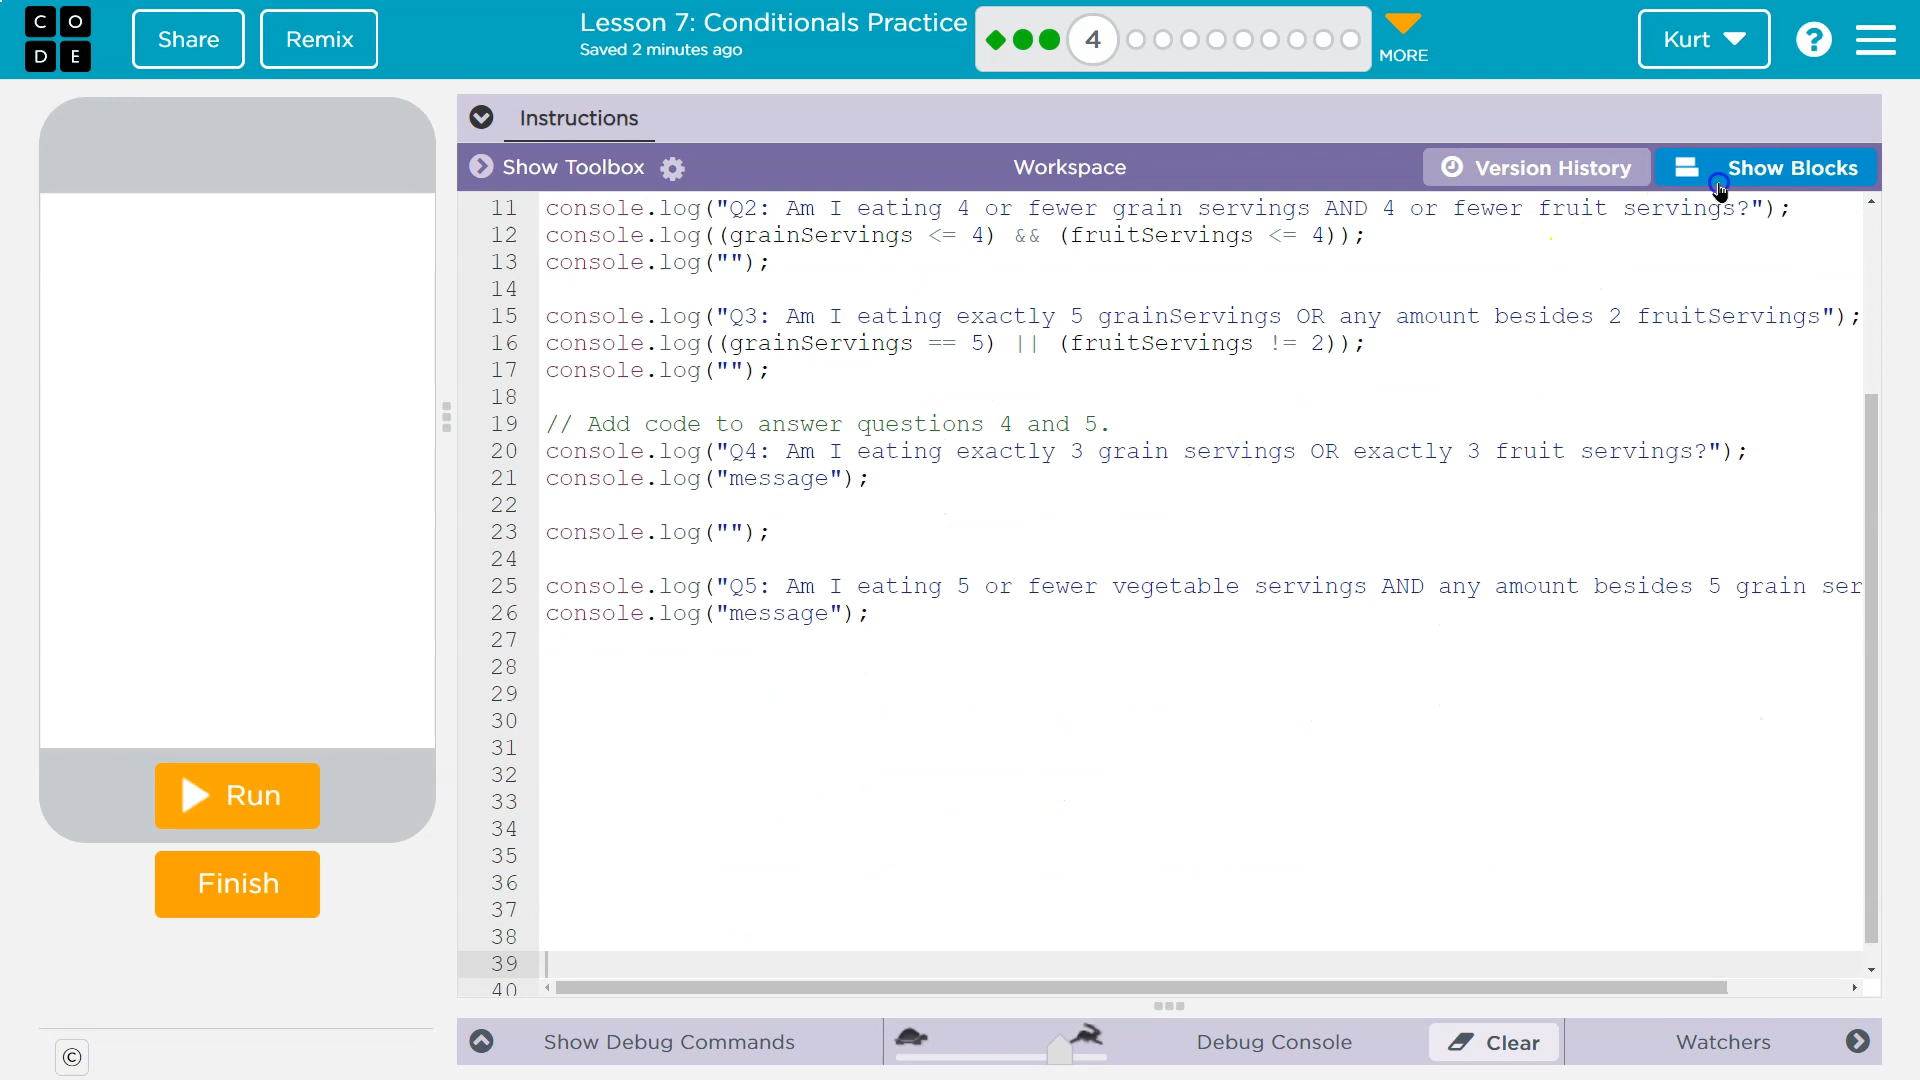 C O
D E
Share
Remix
Lesson 7: Conditionals Practice
Saved 2 minutes ago
4
MORE
Kurt
?
Instructions
Show Toolbox
Workspace
Version History
Show Blocks
11 console.log("Q2: Am I eating 4 or fewer grain servings AND 4 or fewer fruit servings?");
12 console.log((grainServings <= 4) && (fruitServings <= 4));
13 console.log("");
14
15 console.log("Q3: Am I eating exactly 5 grainServings OR any amount besides 2 fruitServings");
16 console.log((grainServings == 5) || (fruitServings != 2));
17 console.log("");
18
19 // Add code to answer questions 4 and 5.
20 console.log("Q4: Am I eating exactly 3 grain servings OR exactly 3 fruit servings?");
21 console.log("message");
22
23 console.log("");
24
25 console.log("Q5: Am I eating 5 or fewer vegetable servings AND any amount besides 5 grain ser
26 console.log("message");
27
28
29
30
31
32
33
34
35
36
37
38
39
40
Run
Finish
©
Show Debug Commands
Debug Console
Clear
Watchers